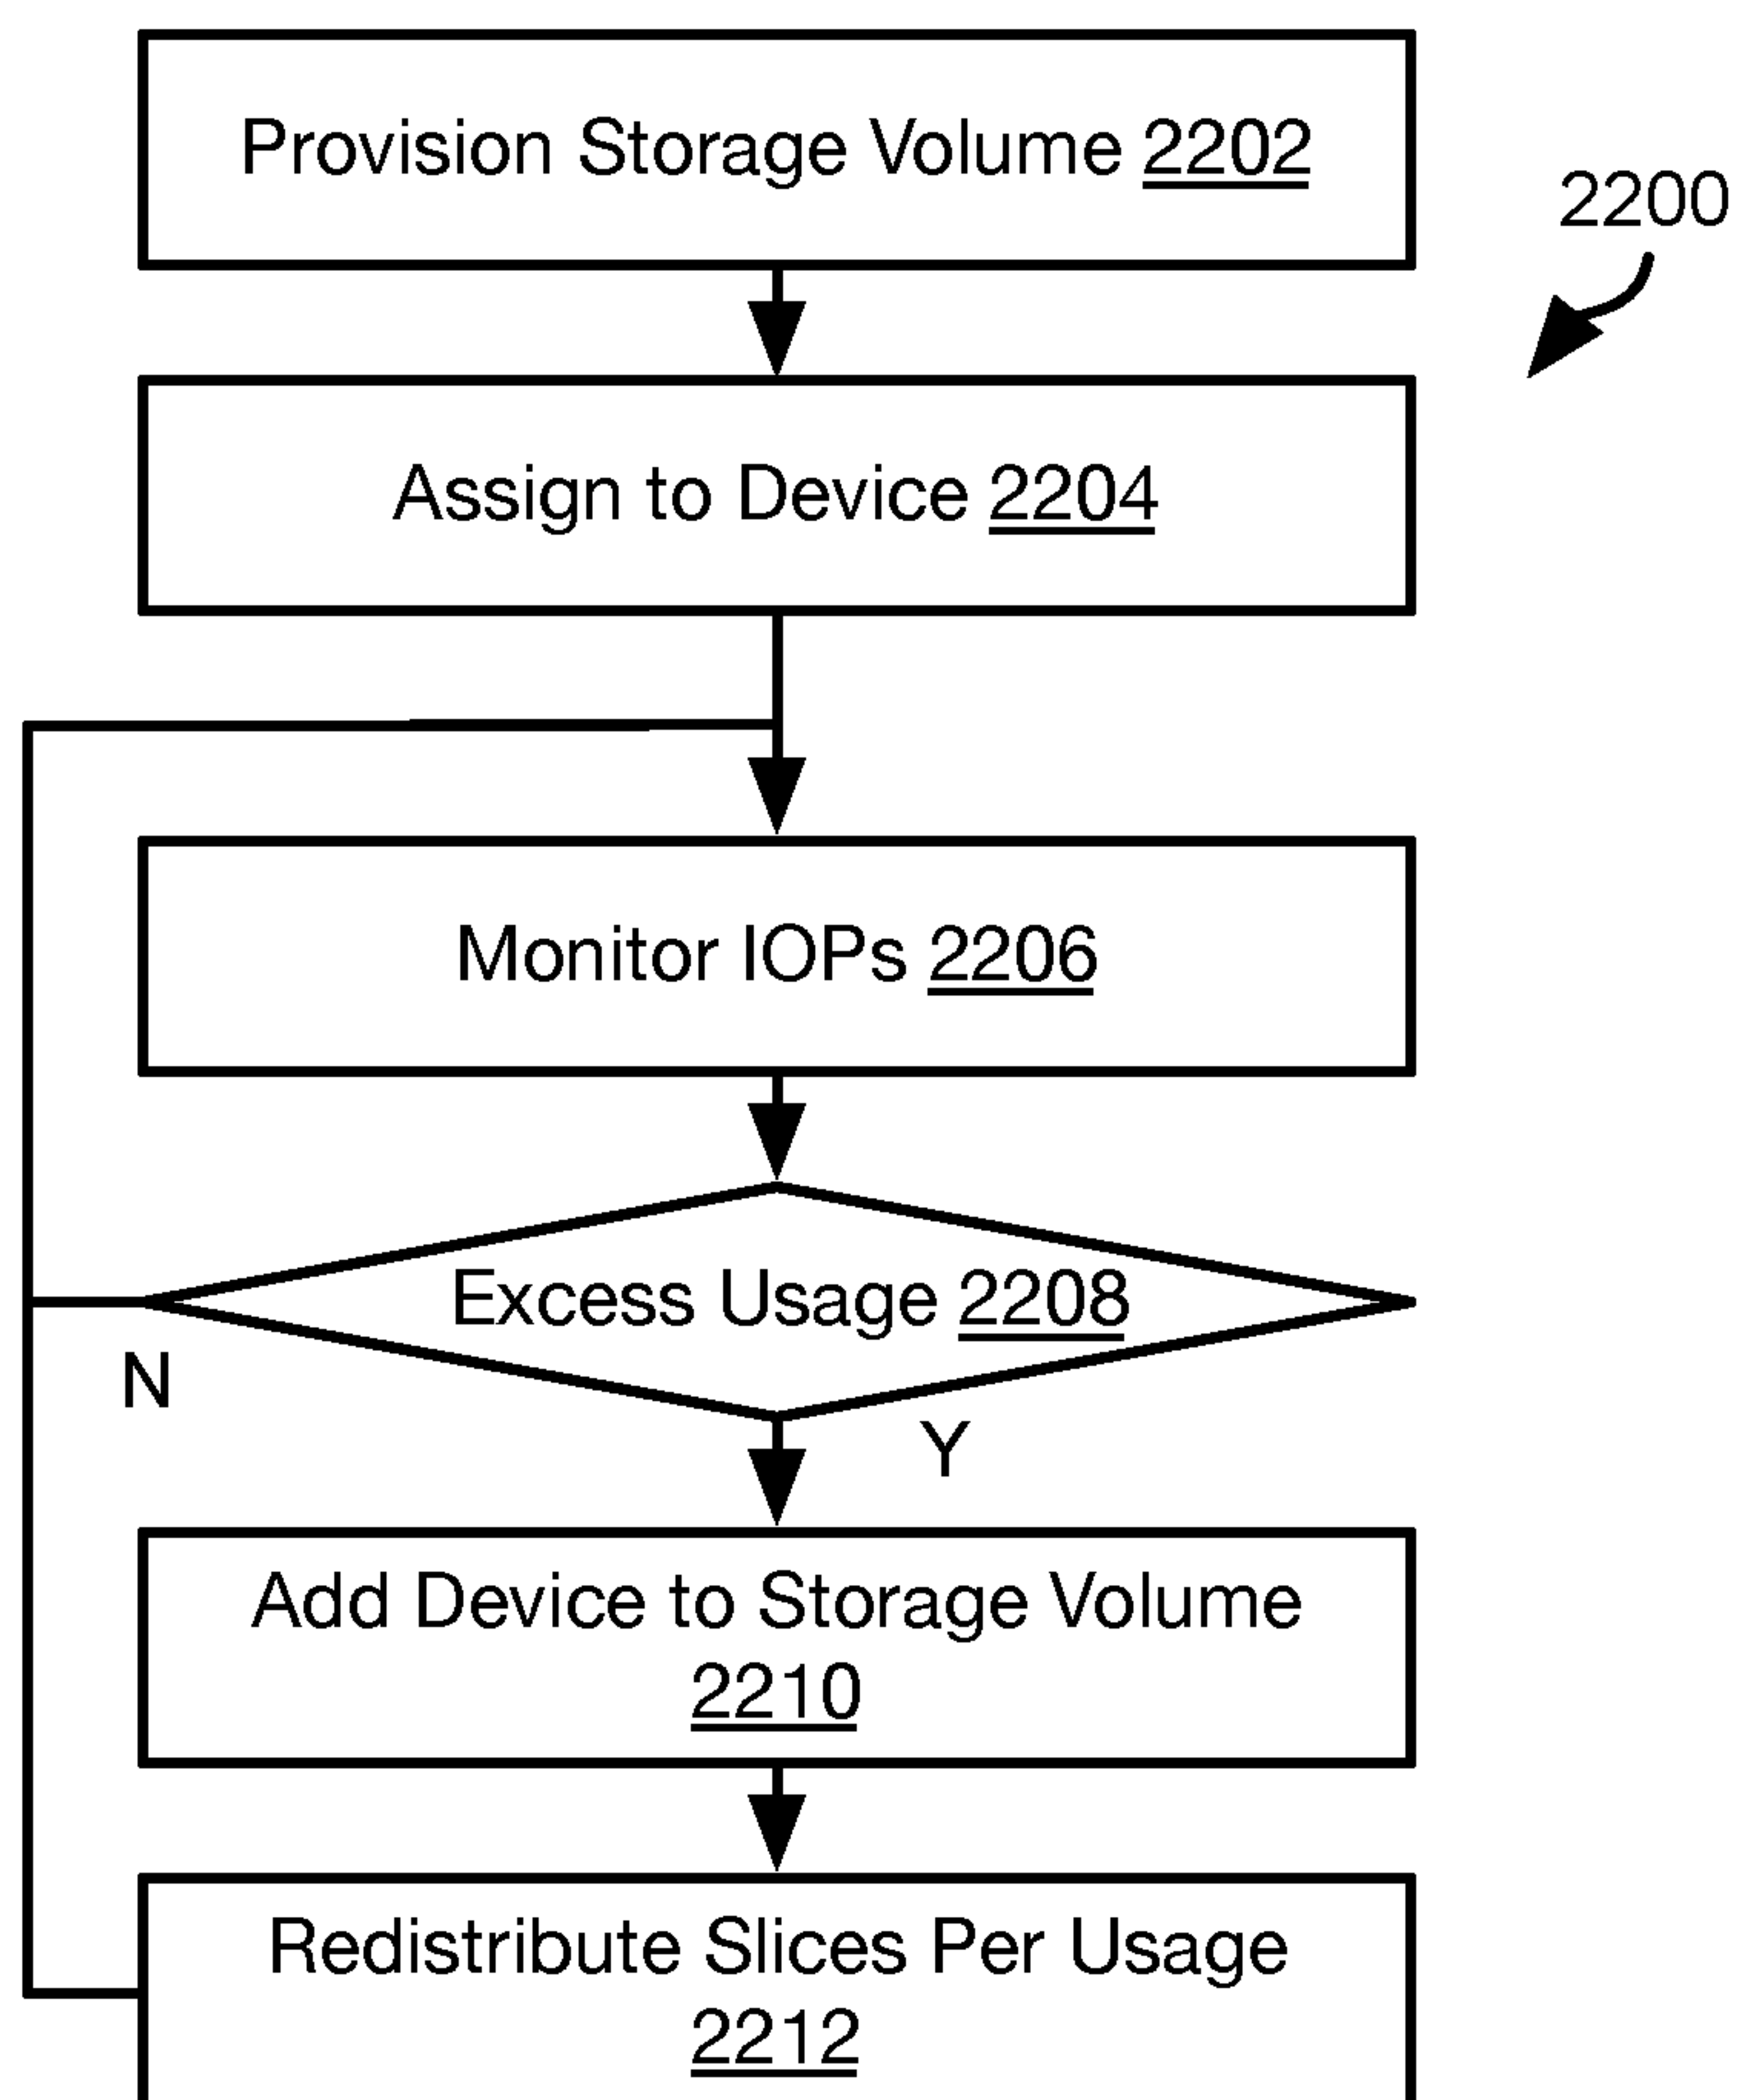 Provision Storage Volume 2202
2200
Assign to Device 2204
Monitor IOPs 2206
Excess Usage 2208
N
Y
Add Device to Storage Volume
2210
Redistribute Slices Per Usage
2212